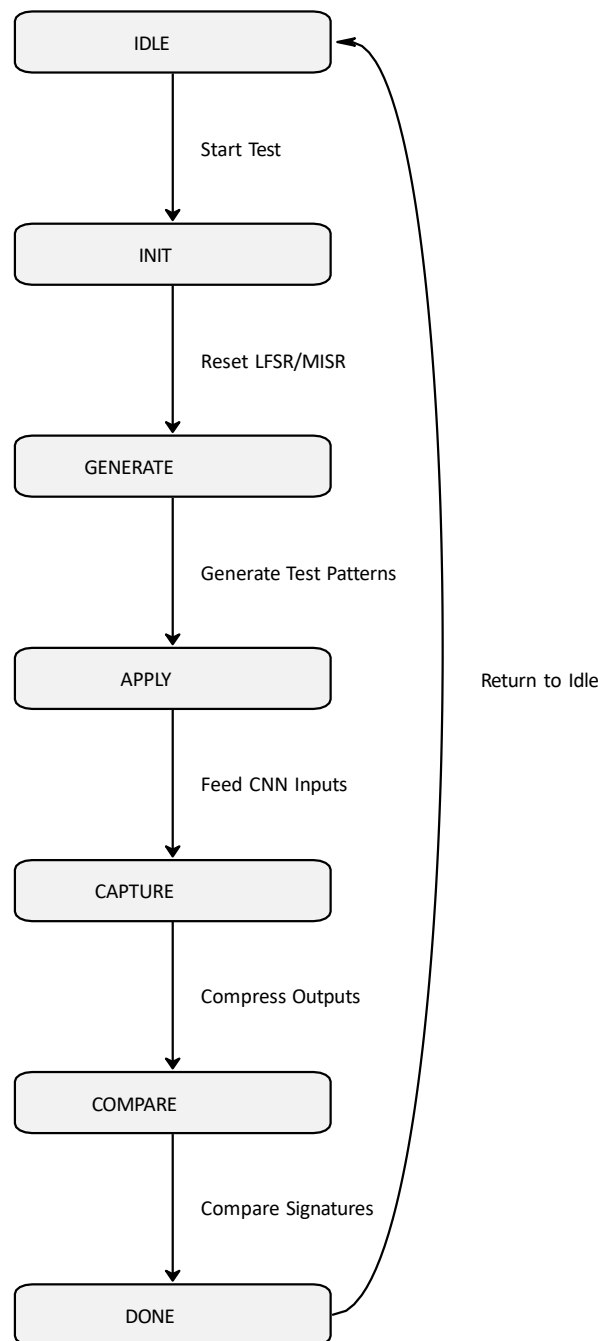 IDLE
Start Test
INIT
Reset LFSR/MISR
GENERATE
Generate Test Patterns
APPLY
Return to Idle
Feed CNN Inputs
CAPTURE
Compress Outputs
COMPARE
Compare Signatures
DONE